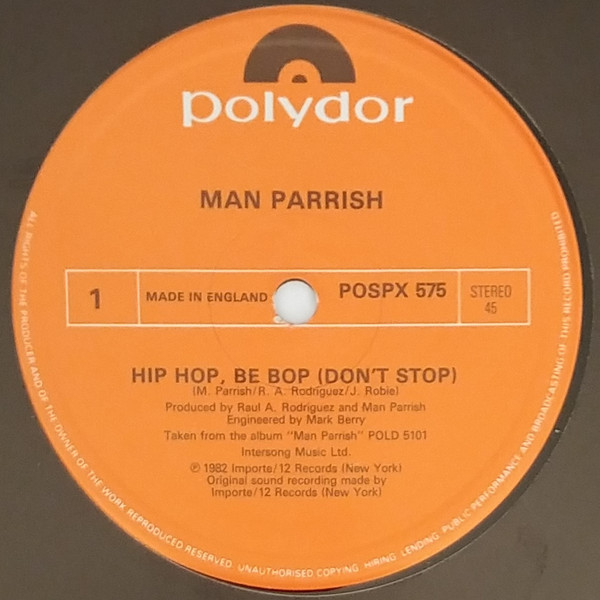 polydor
MAN PARRISH
1
MADE IN ENGLAND
POSPX 575
STEREO
45
HIP HOP, BE BOP (DON'T STOP)
(M. Parrish/R. A. Rodriguez/J. Robie)
Produced by Raul A. Rodriguez and Man Parrish
Engineered by Mark Berry
Taken from the album "Man Parrish" POLD 5101
Intersong Music Ltd.
℗ 1982 Importe/12 Records (New York)
Original sound recording made by
Importe/12 Records (New York)
ALL RIGHTS OF THE PRODUCER AND OF THE OWNER OF THE WORK REPRODUCED RESERVED. UNAUTHORISED COPYING, HIRING, LENDING, PUBLIC PERFORMANCE AND BROADCASTING OF THIS RECORD PROHIBITED